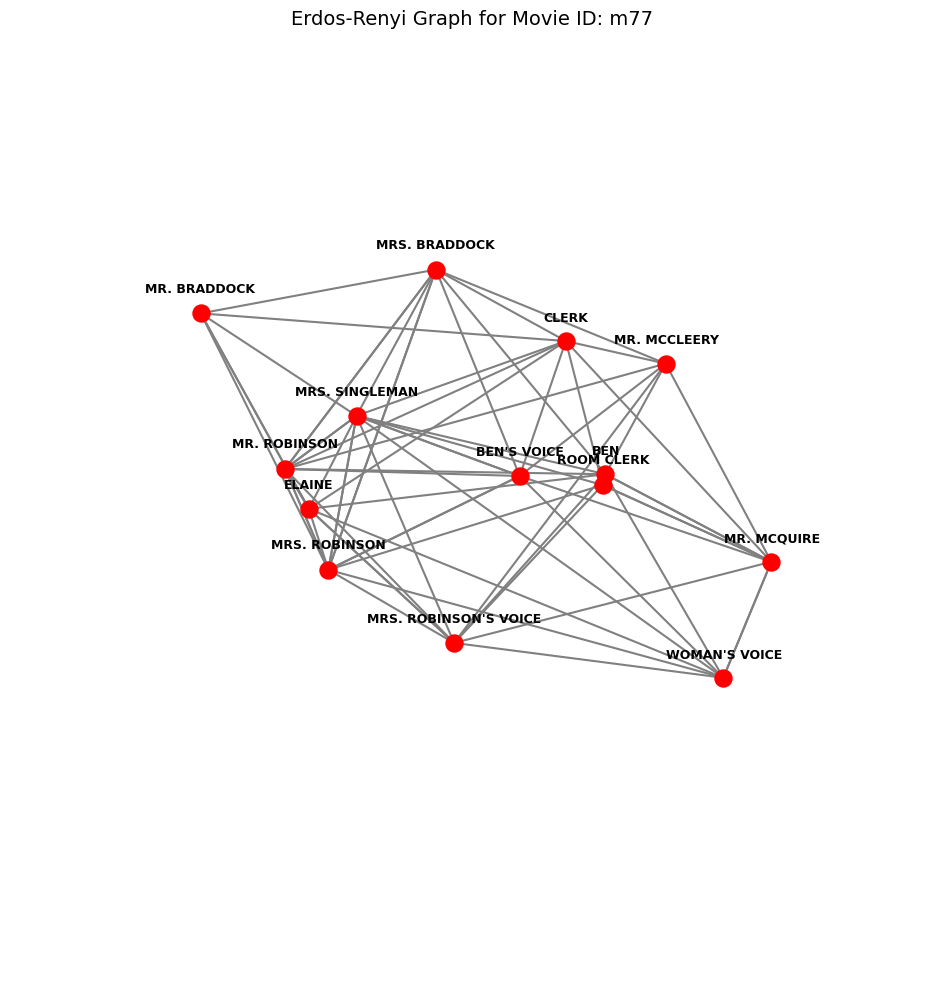 Erdos-Renyi Graph for Movie ID: m77
MRS. BRADDOCK
MR. BRADDOCK
CLERK
MR. MCCLEERY
MRS. SINGLEMAN
MR. ROBINSON
BEN'S VOICE
BEN
ROOM CLERK
ELAINE
MR. MCQUIRE
MRS. ROBINSON
MRS. ROBINSON'S VOICE
WOMAN'S VOICE